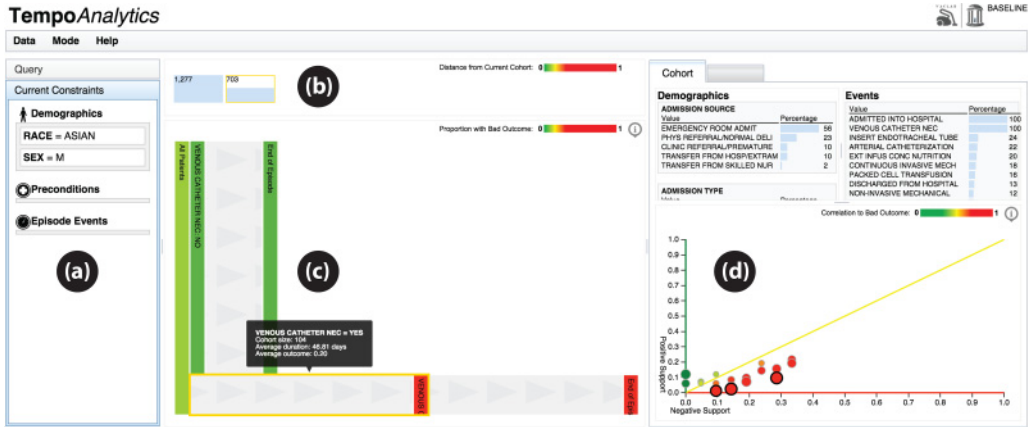 TempoAnalytics
BASELINE
Data Mode Help
Query
Current Constraints
Demographics
RACE = ASIAN
SEX = M
Preconditions
Episode Events
(a)
1,277
703
(b)
Distance from Current Cohort: 0 1
Proportion with Bad Outcome: 0 1
All Patients
VENOUS CATHETER NEC: NO
End of Episode
(c)
VENOUS CATHETER NEC = YES
Cohort size: 104
Average duration: 46.81 days
Average outcome: 0.20
VENOUS
End of Epis
Cohort
Demographics
ADMISSION SOURCE
Value Percentage
EMERGENCY ROOM ADMIT 56
PHYS REFERRAL/NORMAL DELI 23
CLINIC REFERRAL/PREMATURE 10
TRANSFER FROM HOSP/EXTRAM 10
TRANSFER FROM SKILLED NUR 2
ADMISSION TYPE
Value Percentage
Events
Value Percentage
ADMITTED INTO HOSPITAL 100
VENOUS CATHETER NEC 100
INSERT ENDOTRACHEAL TUBE 24
ARTERIAL CATHETERIZATION 22
EXT INFUS CONC NUTRITION 20
CONTINUOUS INVASIVE MECH 18
PACKED CELL TRANSFUSION 16
DISCHARGED FROM HOSPITAL 13
NON-INVASIVE MECHANICAL 12
Correlation to Bad Outcome: 0 1
(d)
1.0
0.9
0.8
0.7
0.6
0.5
0.4
0.3
0.2
0.1
0.0
Positive Support
0.0 0.1 0.2 0.3 0.4 0.5 0.6 0.7 0.8 0.9 1.0
Negative Support